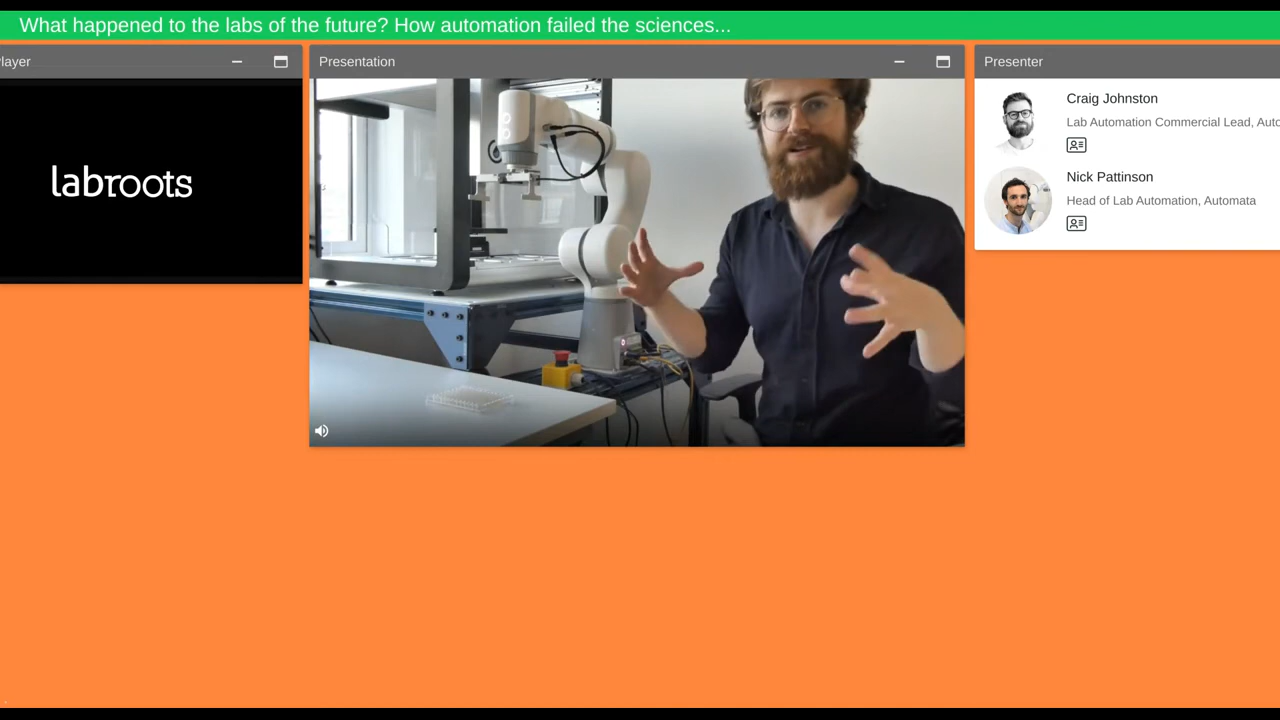 What happened to the labs of the future? How automation failed the sciences...
layer
Presentation
Presenter
labroots
Craig Johnston
Lab Automation Commercial Lead, Auto
Nick Pattinson
Head of Lab Automation, Automata